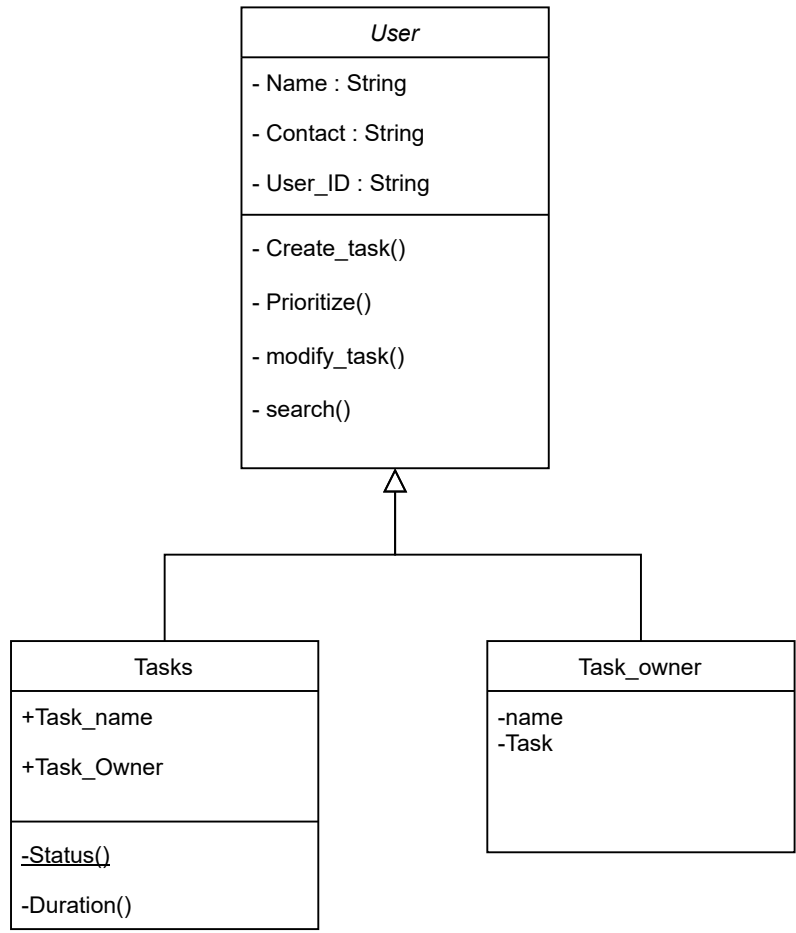 User
- Name : String
- Contact : String
- User_ID : String
- Create_task()
- Prioritize()
- modify_task()
- search()
Tasks
+Task_name
+Task_Owner
-Status()
-Duration()
Task_owner
-name
-Task